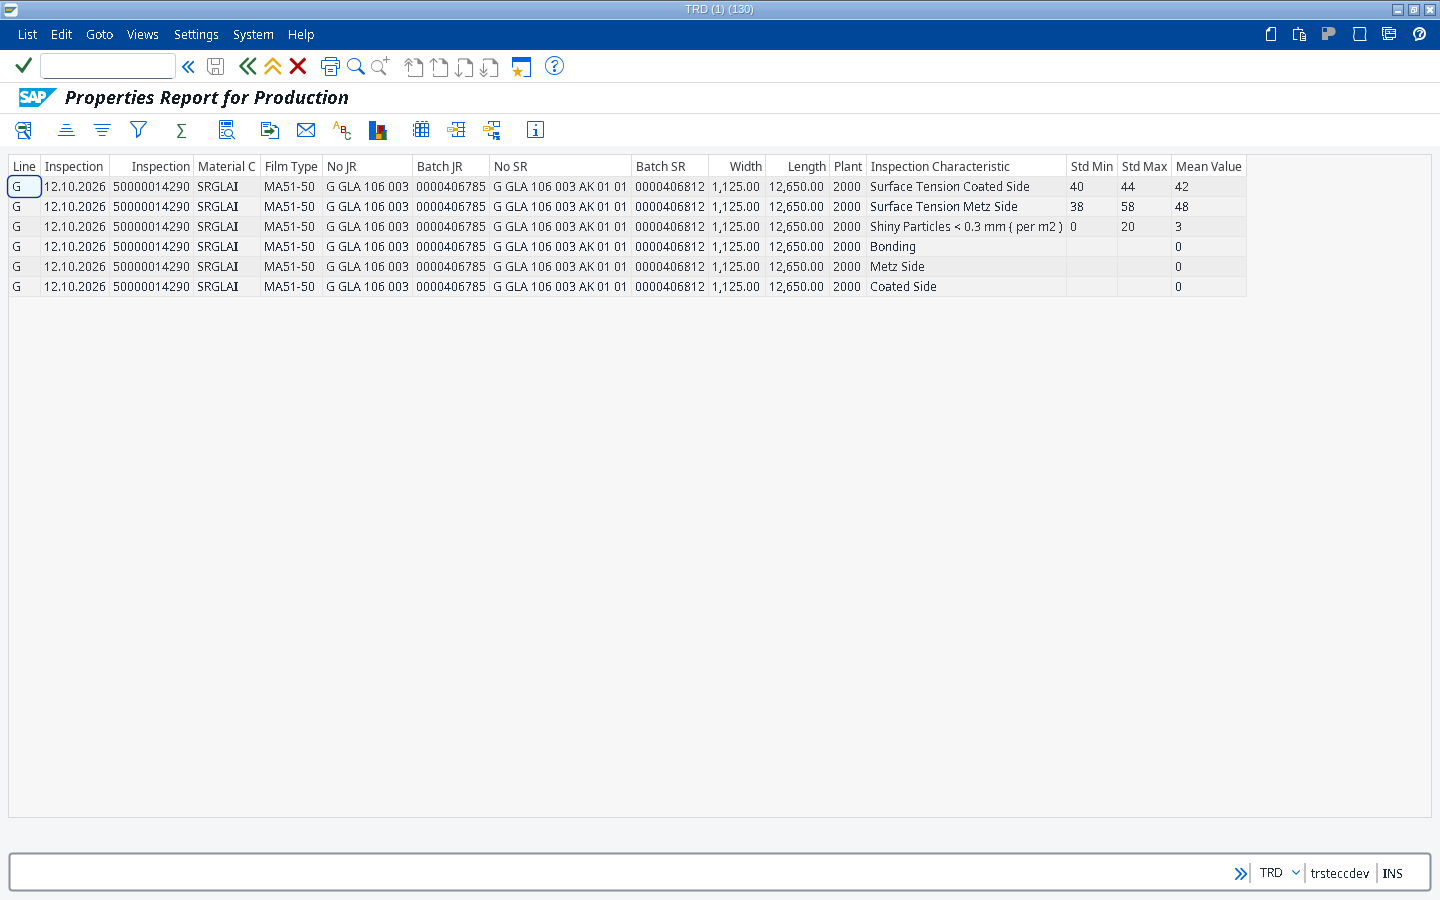 TRD (1) (130)
List Edit Goto Views Settings System Help
SAP Properties Report for Production
Line Inspection Inspection Material C Film Type No JR Batch JR No SR Batch SR Width Length Plant Inspection Characteristic Std Min Std Max Mean Value
G 12.10.2026 50000014290 SRGLAI MA51-50 G GLA 106 003 0000406785 G GLA 106 003 AK 01 01 0000406812 1,125.00 12,650.00 2000 Surface Tension Coated Side 40 44 42
G 12.10.2026 50000014290 SRGLAI MA51-50 G GLA 106 003 0000406785 G GLA 106 003 AK 01 01 0000406812 1,125.00 12,650.00 2000 Surface Tension Metz Side 38 58 48
G 12.10.2026 50000014290 SRGLAI MA51-50 G GLA 106 003 0000406785 G GLA 106 003 AK 01 01 0000406812 1,125.00 12,650.00 2000 Shiny Particles < 0.3 mm ( per m2 ) 0 20 3
G 12.10.2026 50000014290 SRGLAI MA51-50 G GLA 106 003 0000406785 G GLA 106 003 AK 01 01 0000406812 1,125.00 12,650.00 2000 Bonding 0
G 12.10.2026 50000014290 SRGLAI MA51-50 G GLA 106 003 0000406785 G GLA 106 003 AK 01 01 0000406812 1,125.00 12,650.00 2000 Metz Side 0
G 12.10.2026 50000014290 SRGLAI MA51-50 G GLA 106 003 0000406785 G GLA 106 003 AK 01 01 0000406812 1,125.00 12,650.00 2000 Coated Side 0
TRD trsteccdev INS